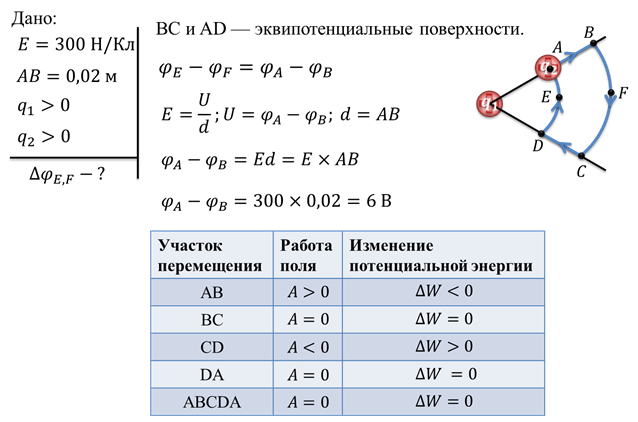 Дано:
E = 300 Н/Кл
AB = 0,02 м
q₁ > 0
q₂ > 0
Δφ_E,F − ?
BC и AD — эквипотенциальные поверхности.
φ_E − φ_F = φ_A − φ_B
E = U/d ; U = φ_A − φ_B; d = AB
φ_A − φ_B = Ed = E × AB
φ_A − φ_B = 300 × 0,02 = 6 В
A
B
E
F
D
C
Участок перемещения | Работа поля | Изменение потенциальной энергии
AB | A > 0 | ΔW < 0
BC | A = 0 | ΔW = 0
CD | A < 0 | ΔW > 0
DA | A = 0 | ΔW = 0
ABCDA | A = 0 | ΔW = 0